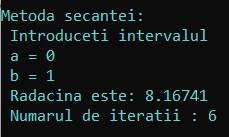 Metoda secantei:
Introduceti intervalul
a = 0
b = 1
Radacina este: 8.16741
Numarul de iteratii : 6